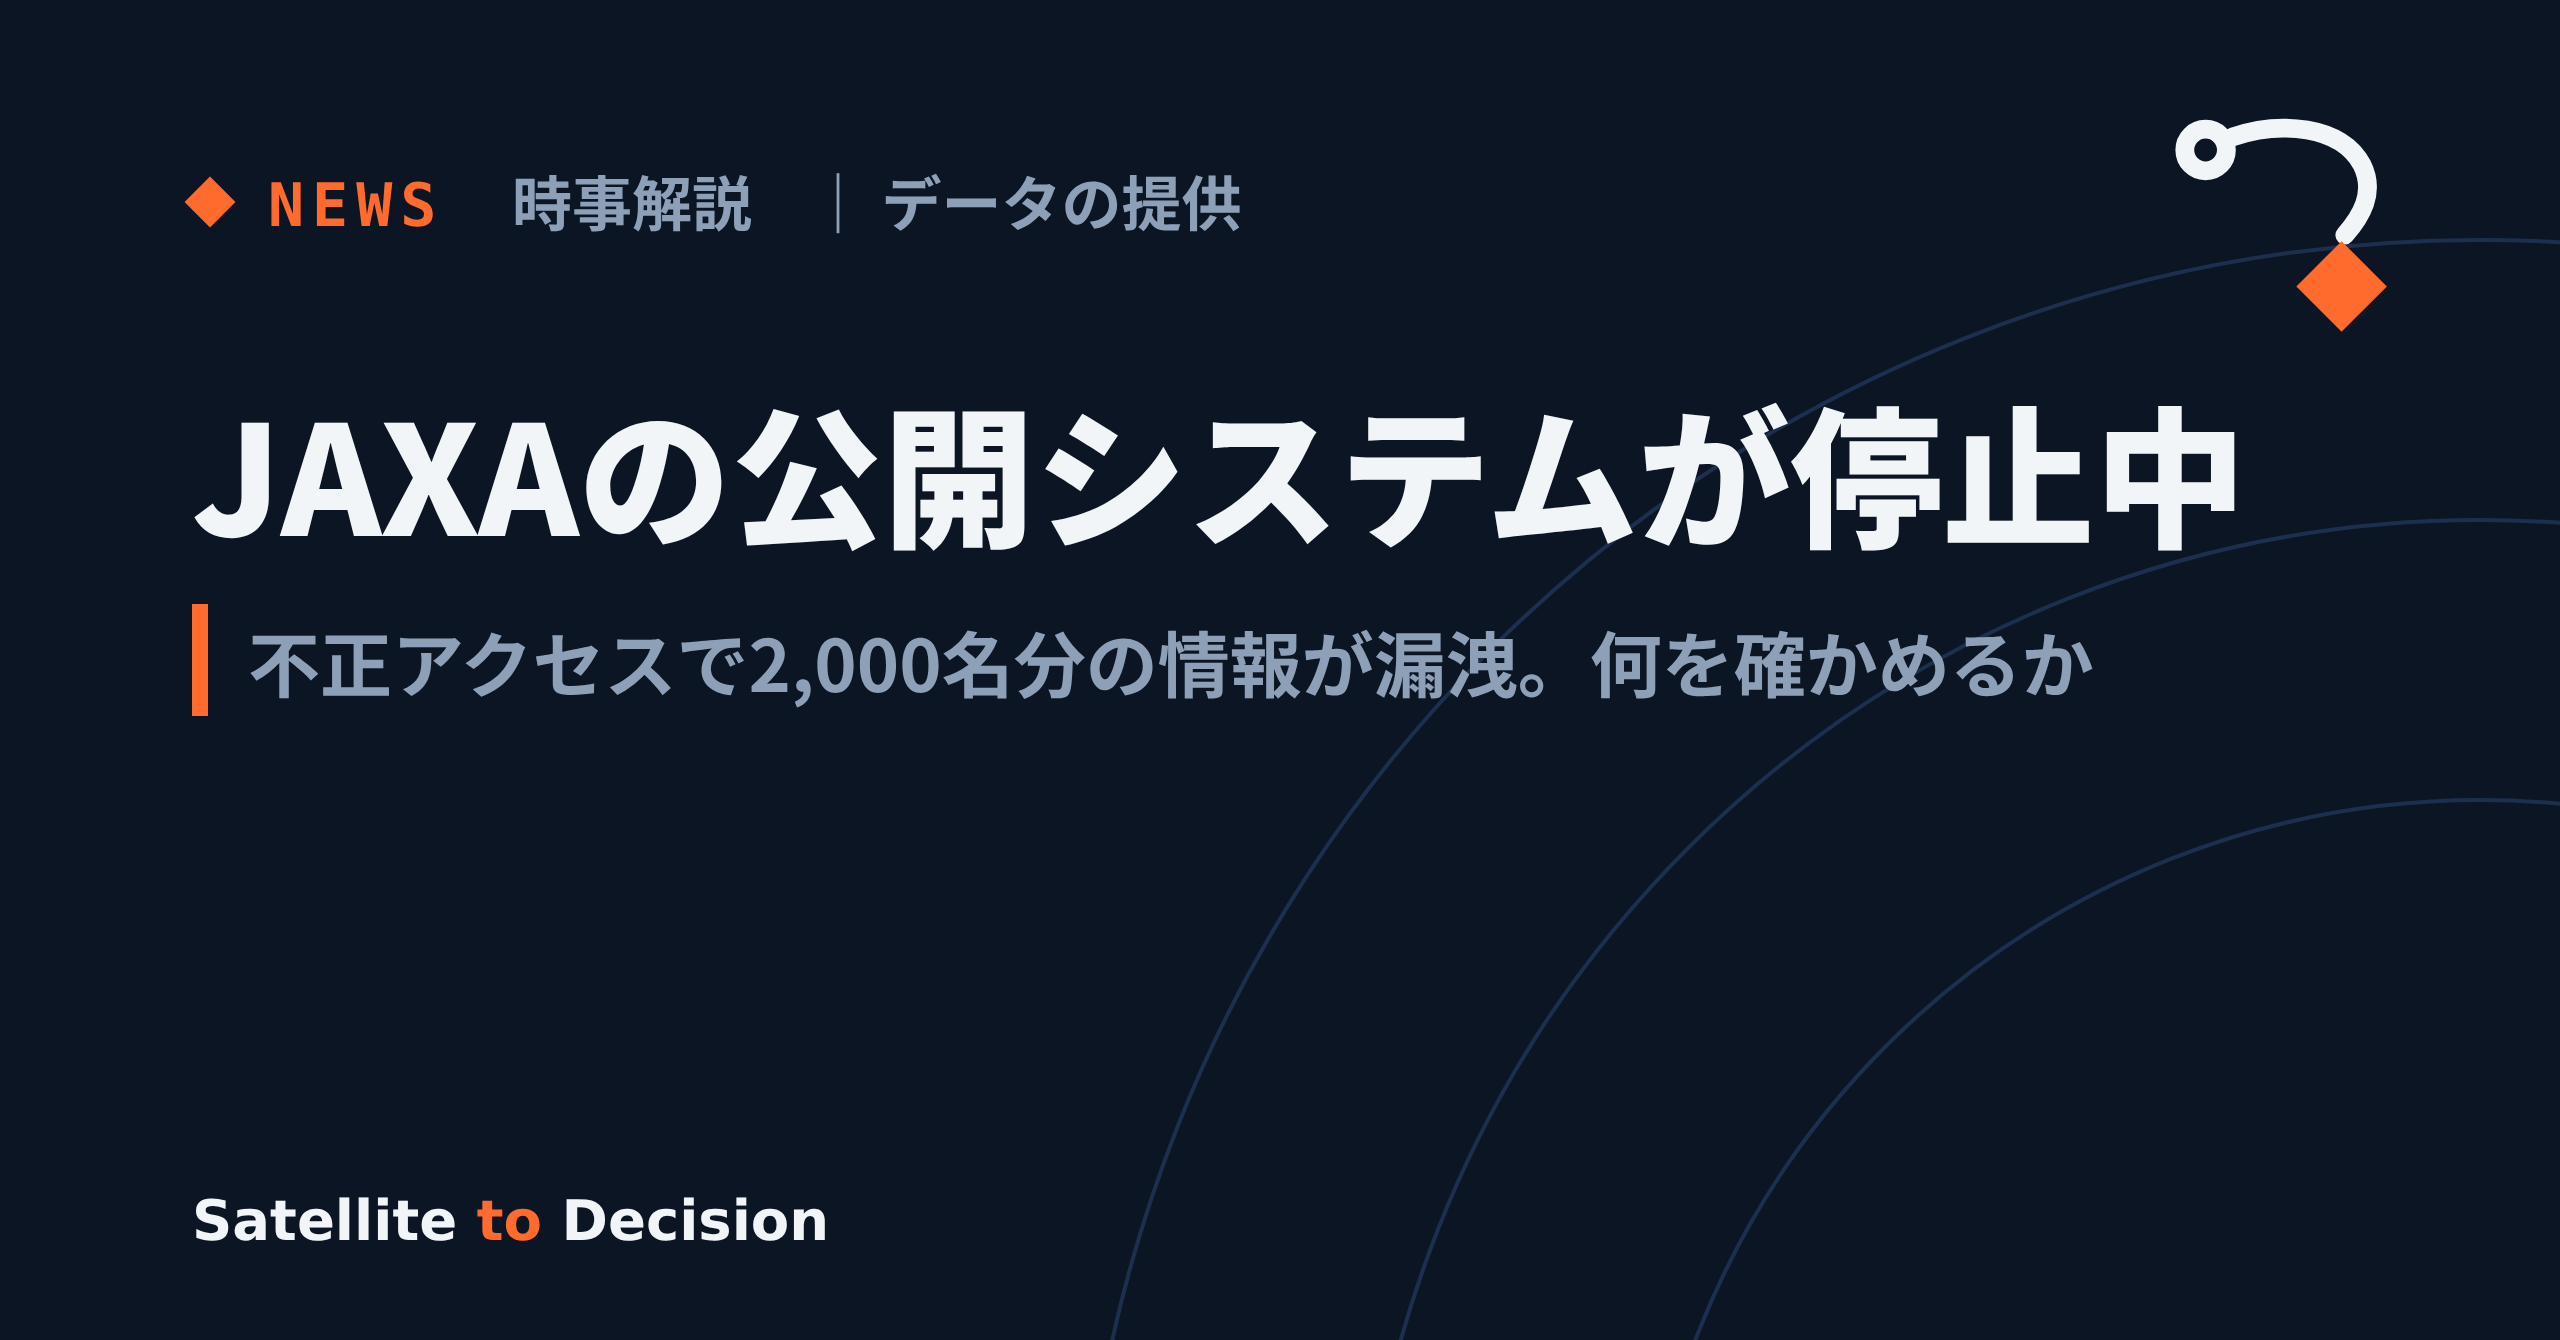 NEWS 時事解説 | データの提供
JAXAの公開システムが停止中
不正アクセスで2,000名分の情報が漏洩。何を確かめるか
Satellite to Decision